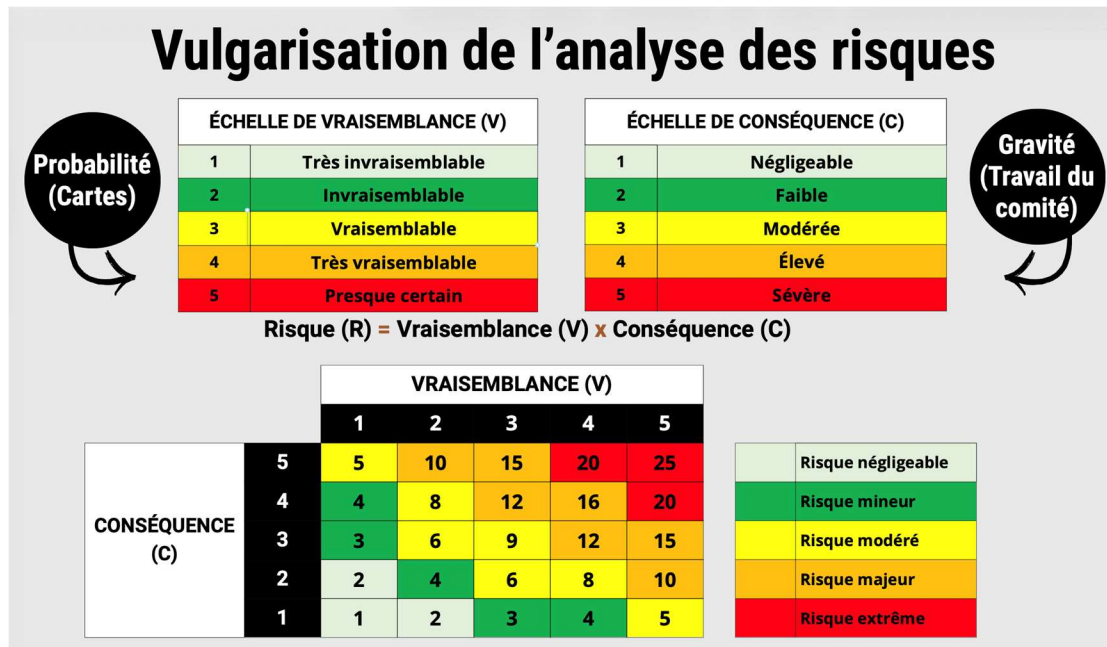 Vulgarisation de l’analyse des risques
Probabilité
(Cartes)
ÉCHELLE DE VRAISEMBLANCE (V)
1 Très invraisemblable
2 Invraisemblable
3 Vraisemblable
4 Très vraisemblable
5 Presque certain
ÉCHELLE DE CONSÉQUENCE (C)
1 Négligeable
2 Faible
3 Modérée
4 Élevé
5 Sévère
Gravité
(Travail du
comité)
Risque (R) = Vraisemblance (V) x Conséquence (C)
VRAISEMBLANCE (V)
1 2 3 4 5
CONSÉQUENCE
(C)
5 5 10 15 20 25
4 4 8 12 16 20
3 3 6 9 12 15
2 2 4 6 8 10
1 1 2 3 4 5
Risque négligeable
Risque mineur
Risque modéré
Risque majeur
Risque extrême